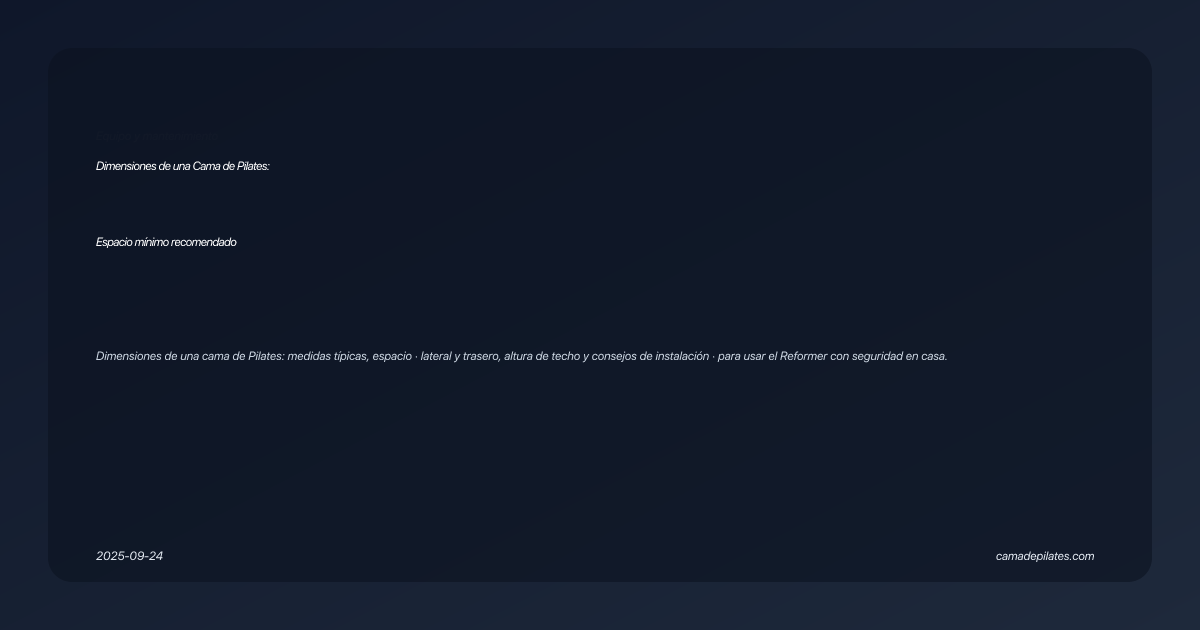 Dimensiones de una Cama de Pilates:
Espacio mínimo recomendado
Dimensiones de una cama de Pilates: medidas típicas, espacio · lateral y trasero, altura de techo y consejos de instalación · para usar el Reformer con seguridad en casa.
2025-09-24
camadepilates.com